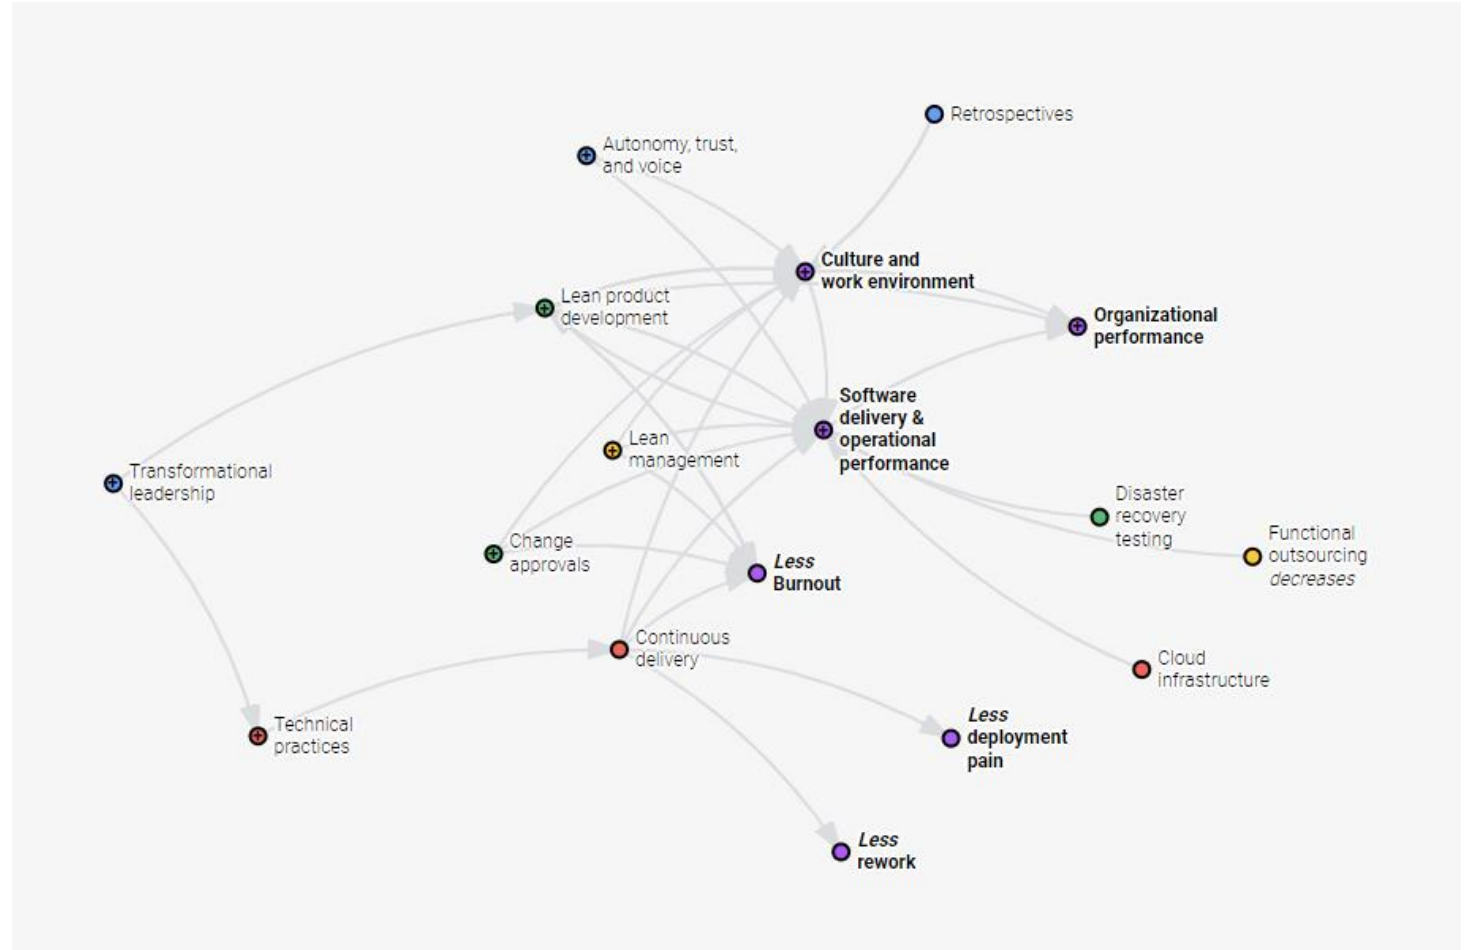 Retrospectives
Autonomy, trust,
and voice
Culture and
work environment
Lean product
development
Organizational
performance
Software
delivery &
operational
performance
Lean
management
Transformational
leadership
Disaster
recovery
testing
Functional
outsourcing
decreases
Change
approvals
Less
Burnout
Continuous
delivery
Cloud
infrastructure
Technical
practices
Less
deployment
pain
Less
rework